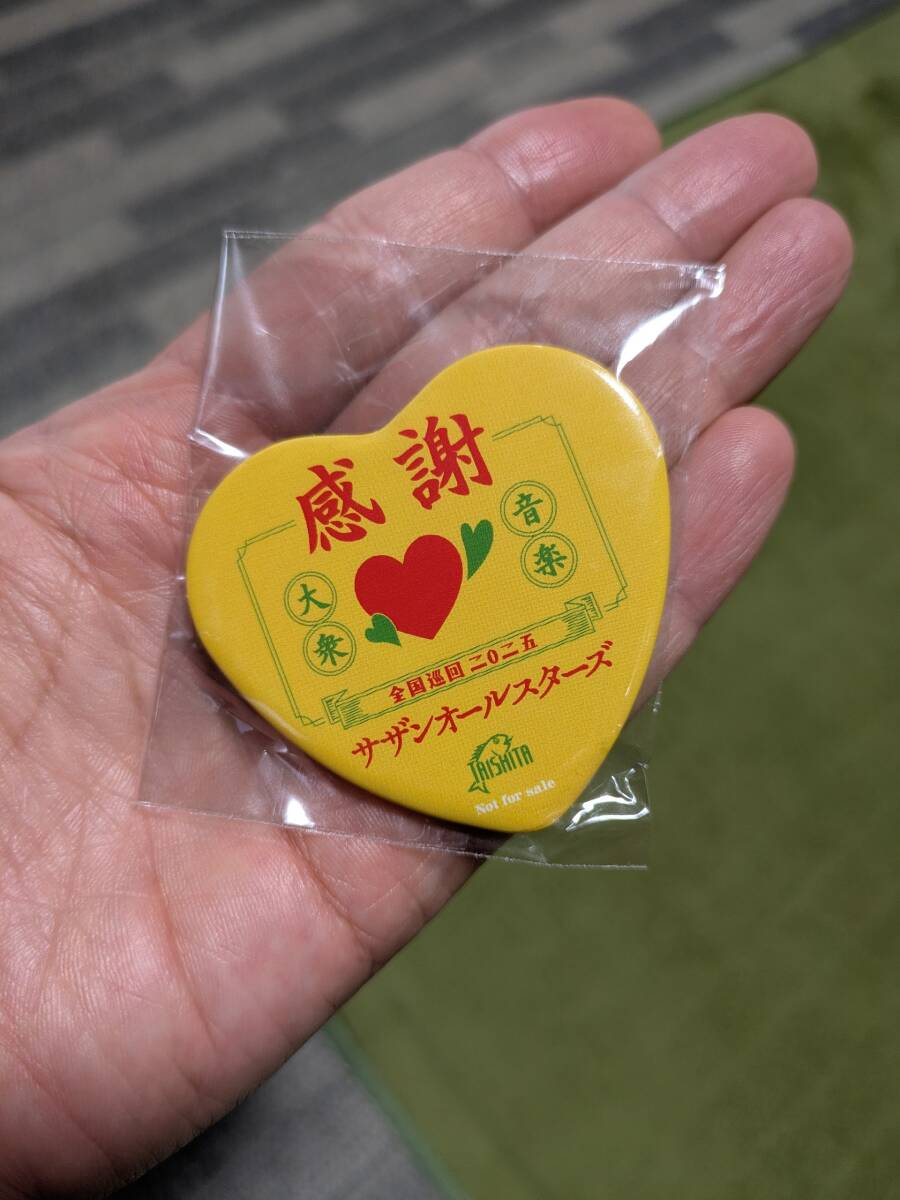 感謝
大衆
音楽
全国巡回 二〇二五
サザンオールスターズ
TAISHITA
Not for sale